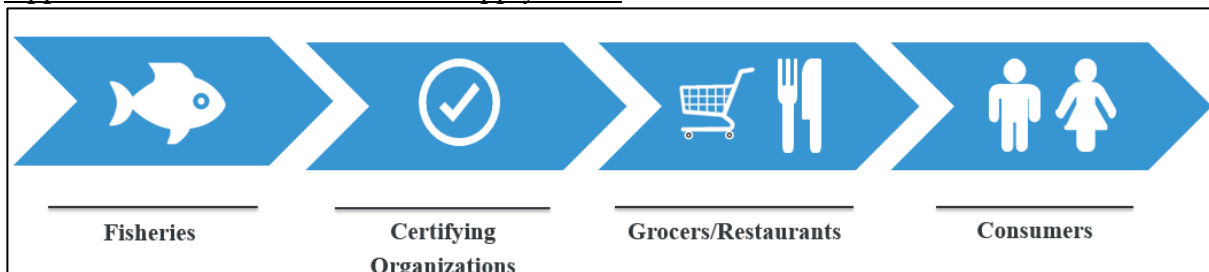 Fisheries
Certifying
Organizations
Grocers/Restaurants
Consumers